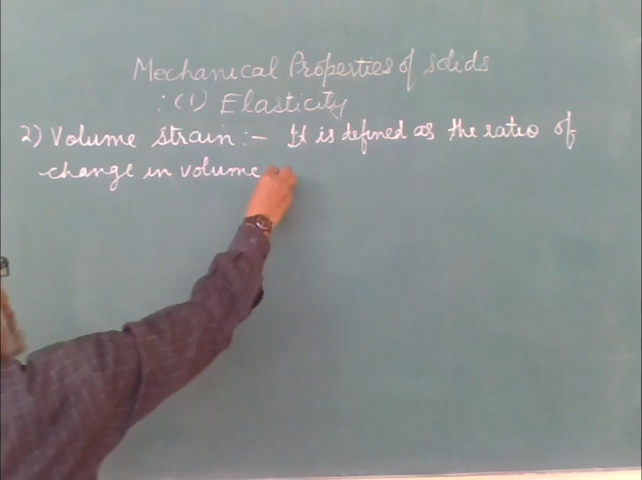 Mechanical Properties of solids
:(1) Elasticity
2) Volume strain :- It is defined as the ratio of
change in volume